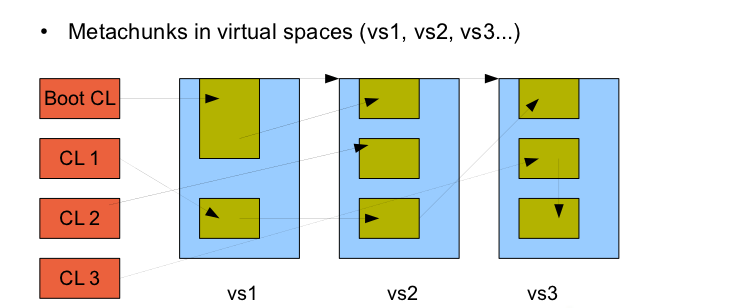 • Metachunks in virtual spaces (vs1, vs2, vs3...)
Boot CL
CL 1
CL 2
CL 3
vs1
vs2
vs3